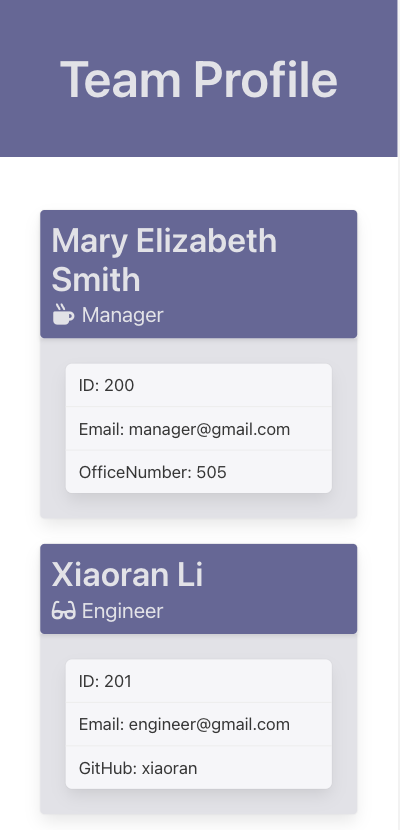 Team Profile
Mary Elizabeth
Smith
Manager
ID: 200
Email: manager@gmail.com
OfficeNumber: 505
Xiaoran Li
Engineer
ID: 201
Email: engineer@gmail.com
GitHub: xiaoran